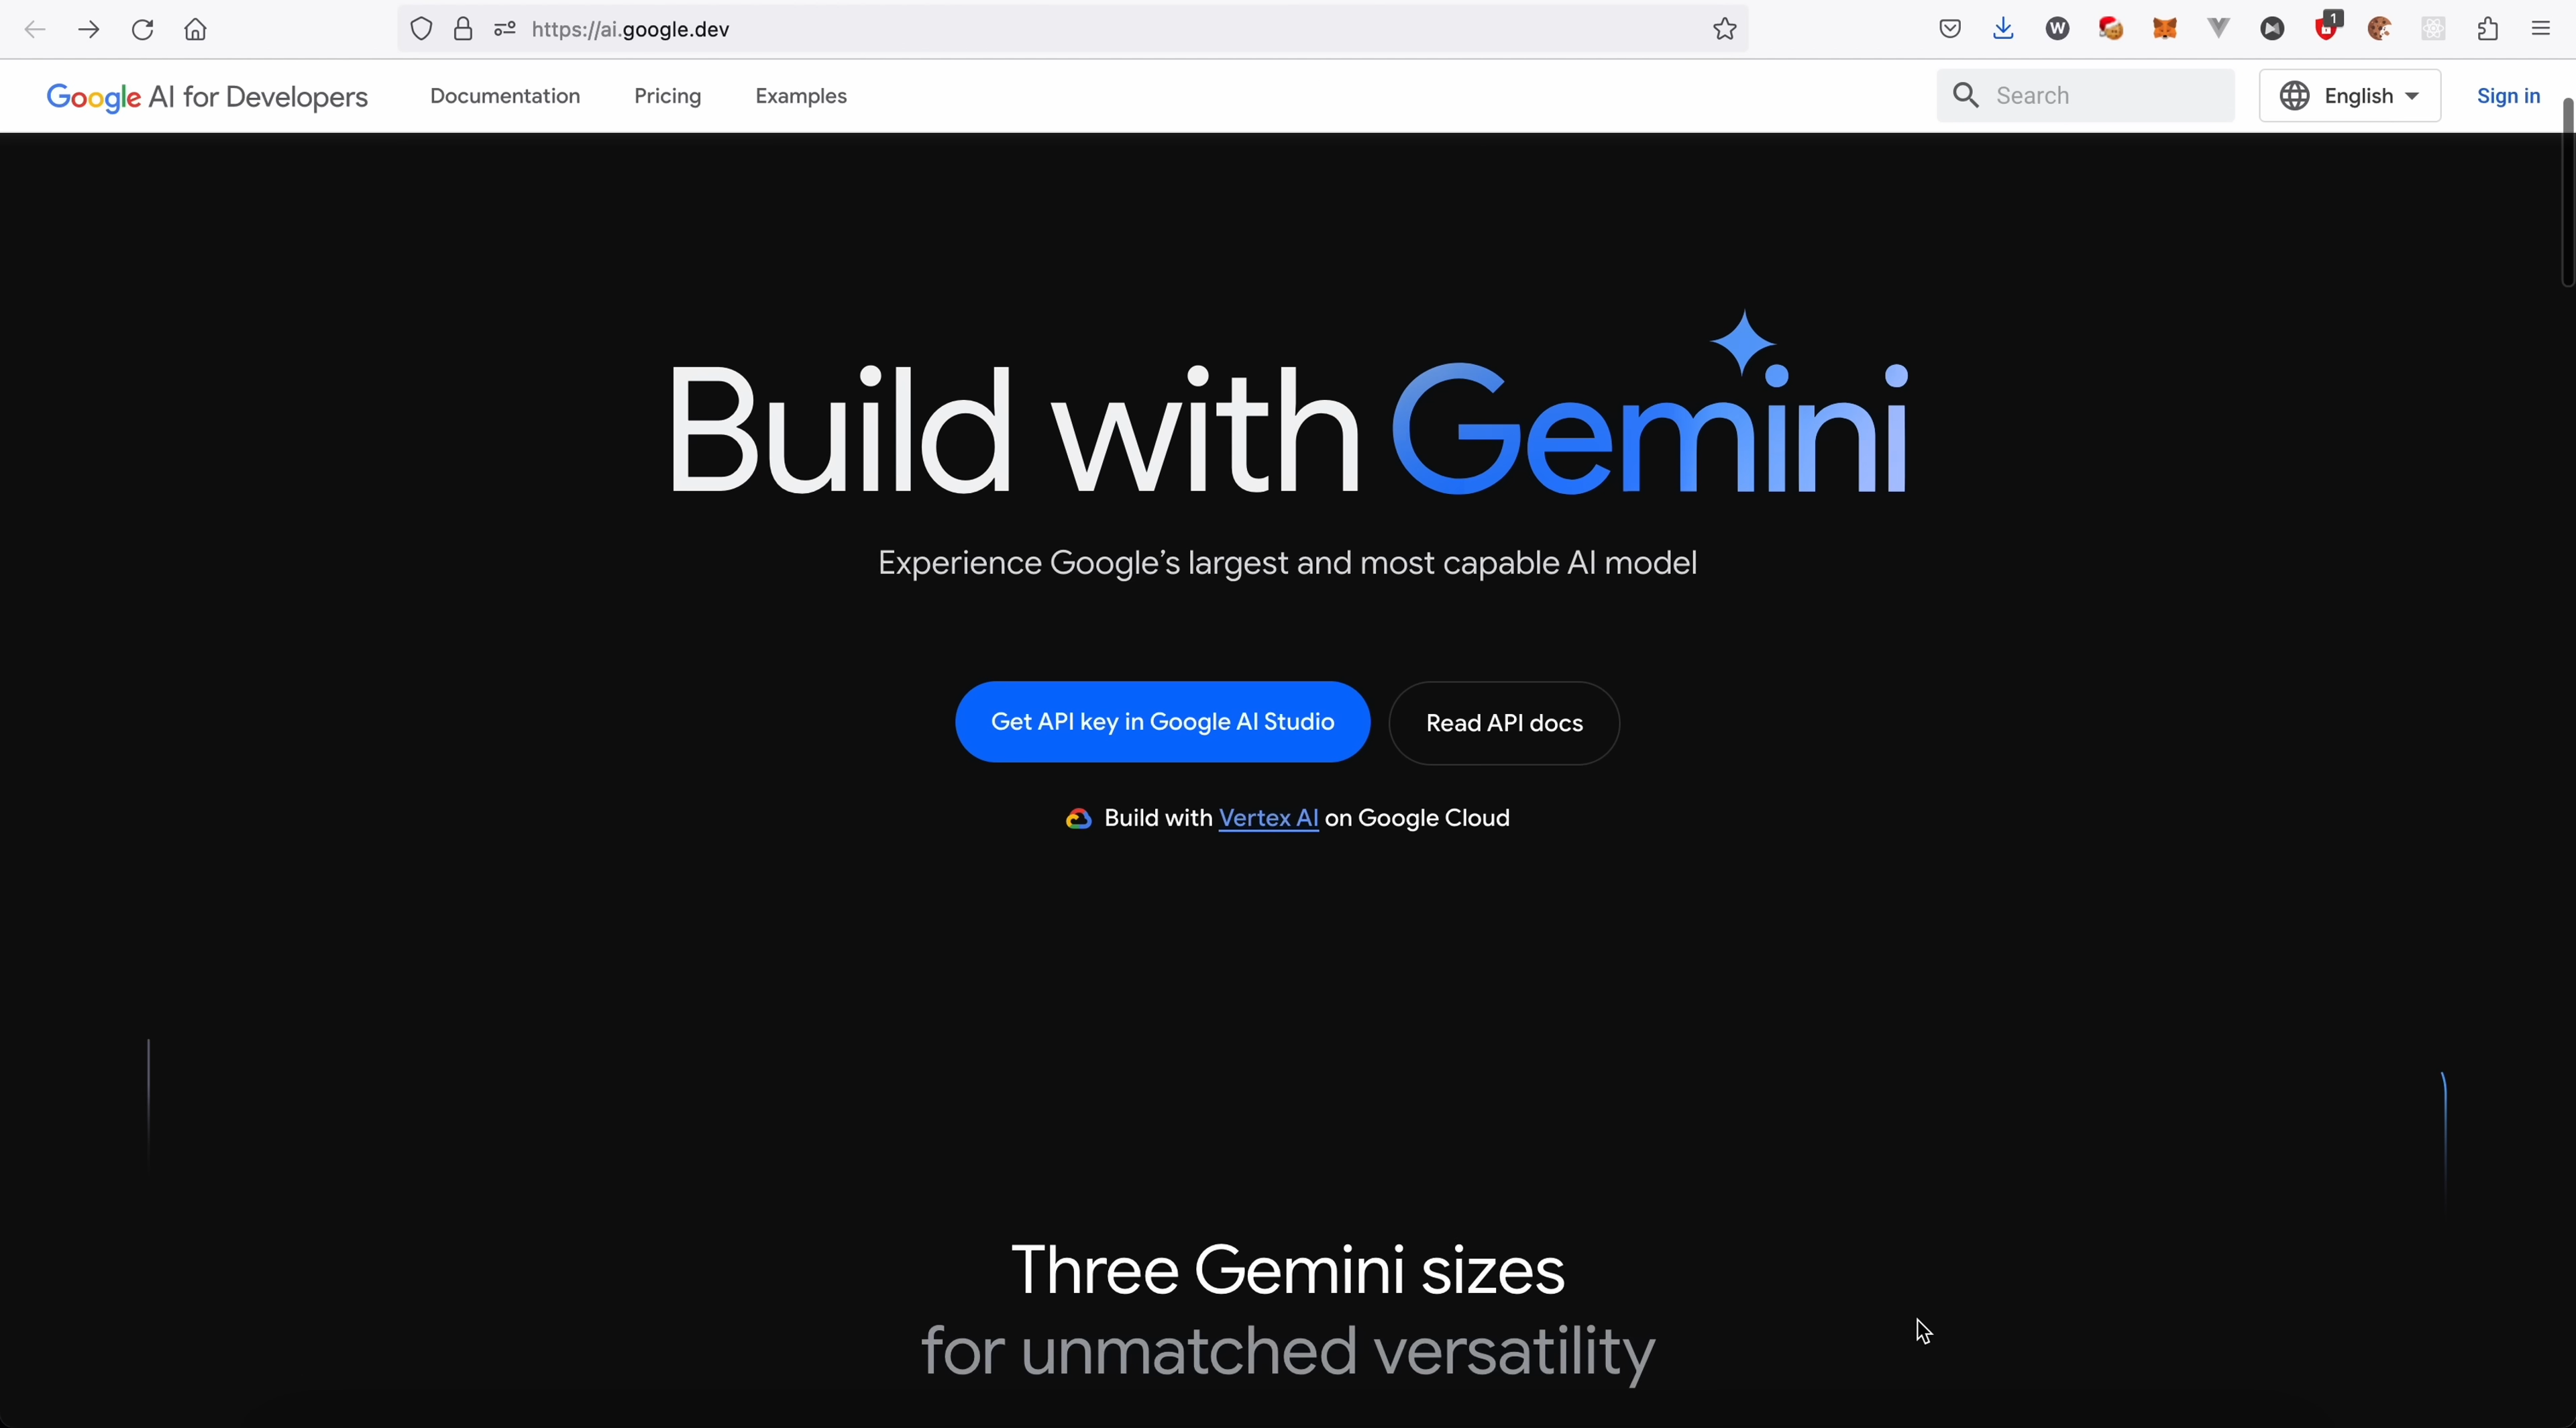 https://ai.google.dev
W
1
Google AI for Developers
Documentation
Pricing
Examples
Search
English
Sign in
Build with Gemini
Experience Google’s largest and most capable AI model
Get API key in Google AI Studio
Read API docs
Build with Vertex AI on Google Cloud
Three Gemini sizes
for unmatched versatility